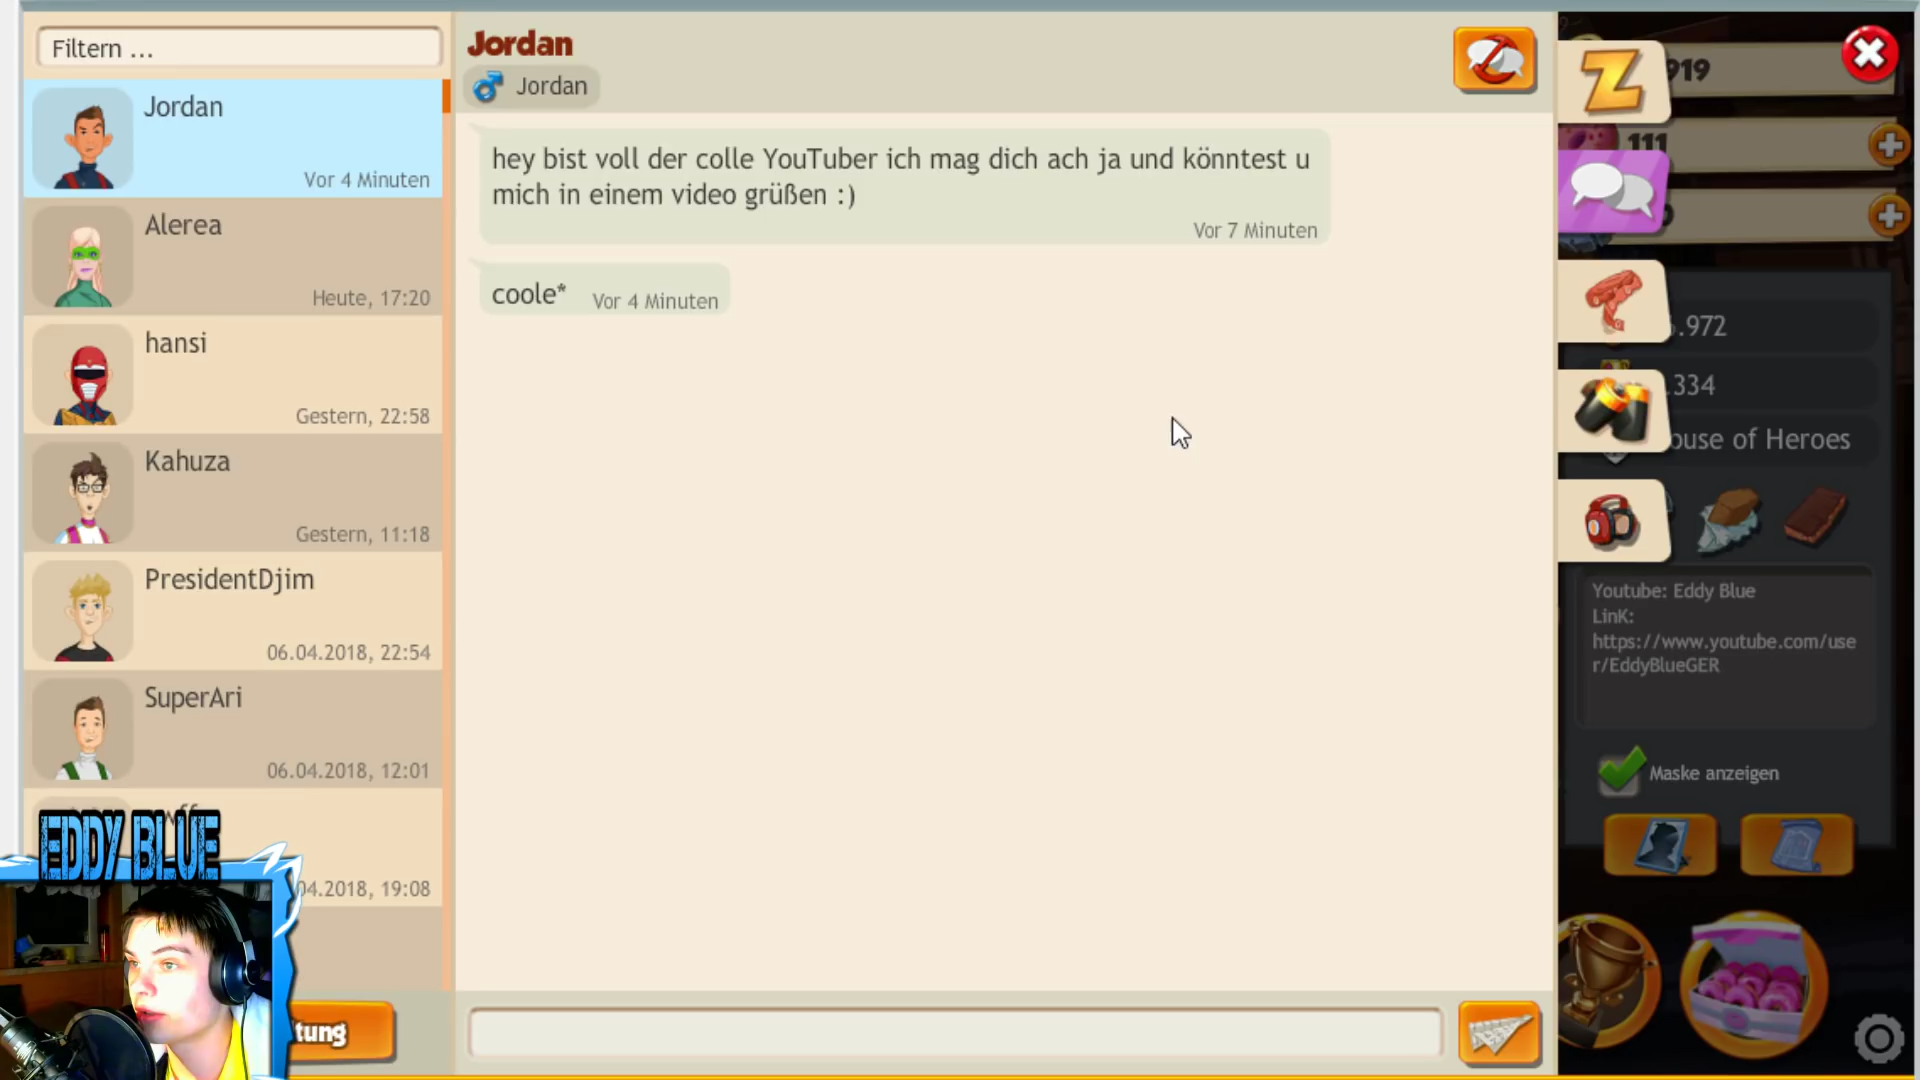 Filtern ...
Jordan
Vor 4 Minuten
Alerea
Heute, 17:20
hansi
Gestern, 22:58
Kahuza
Gestern, 11:18
PresidentDjim
06.04.2018, 22:54
SuperAri
06.04.2018, 12:01
04.2018, 19:08
EDDY BLUE
tung
Jordan
Jordan
hey bist voll der colle YouTuber ich mag dich ach ja und könntest u
mich in einem video grüßen :)
Vor 7 Minuten
coole* Vor 4 Minuten
Z
919
111
.972
.334
ouse of Heroes
Youtube: Eddy Blue
LinK:
https://www.youtube.com/use
r/EddyBlueGER
Maske anzeigen